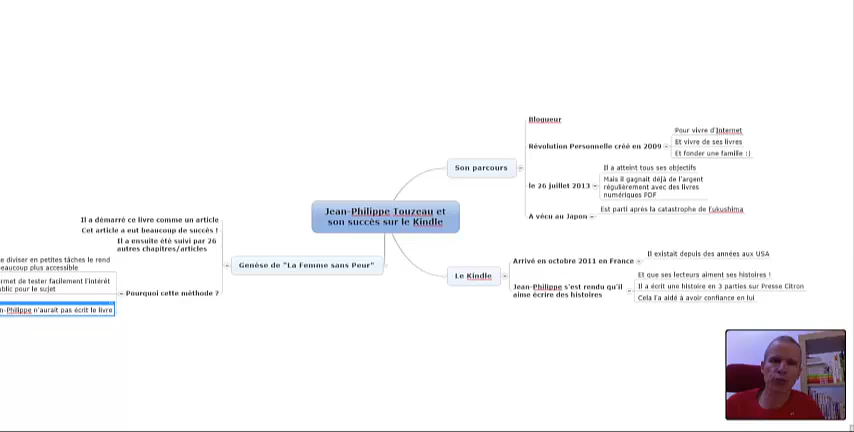 Blogueur
Pour vivre d'Internet
Révolution Personnelle créé en 2009
Et vivre de ses livres
Et fonder une famille :)
Son parcours
Il a atteint tous ses objectifs
le 26 juillet 2013
Mais il gagnait déjà de l'argent
régulièrement avec des livres
numériques PDF
A vécu au Japon
Est parti après la catastrophe de Fukushima
Jean-Philippe Touzeau et
son succès sur le Kindle
Il a démarré ce livre comme un article
Cet article a eut beaucoup de succès !
Il a ensuite été suivi par 26
autres chapitres/articles
Genèse de "La Femme sans Peur"
e diviser en petites tâches le rend
eaucoup plus accessible
rmet de tester facilement l'intérêt
blic pour le sujet
Pourquoi cette méthode ?
n-Philippe n'aurait pas écrit le livre
Le Kindle
Arrivé en octobre 2011 en France
Il existait depuis des années aux USA
Jean-Philippe s'est rendu qu'il
aime écrire des histoires
Et que ses lecteurs aiment ses histoires !
Il a écrit une histoire en 3 parties sur Presse Citron
Cela l'a aidé à avoir confiance en lui